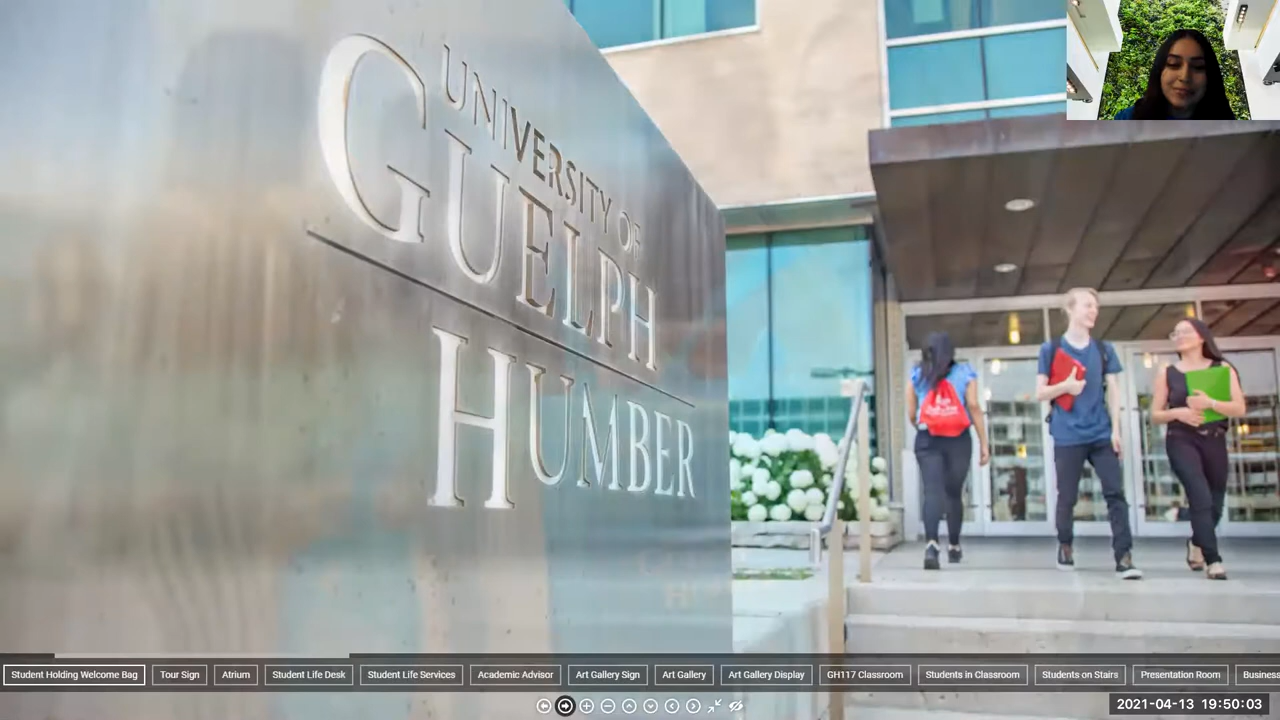 UNIVERSITY OF
GUELPH
HUMBER
Student Holding Welcome Bag
Tour Sign
Atrium
Student Life Desk
Student Life Services
Academic Advisor
Art Gallery Sign
Art Gallery
Art Gallery Display
GH117 Classroom
Students in Classroom
Students on Stairs
Presentation Room
Business
2021-04-13 19:50:03